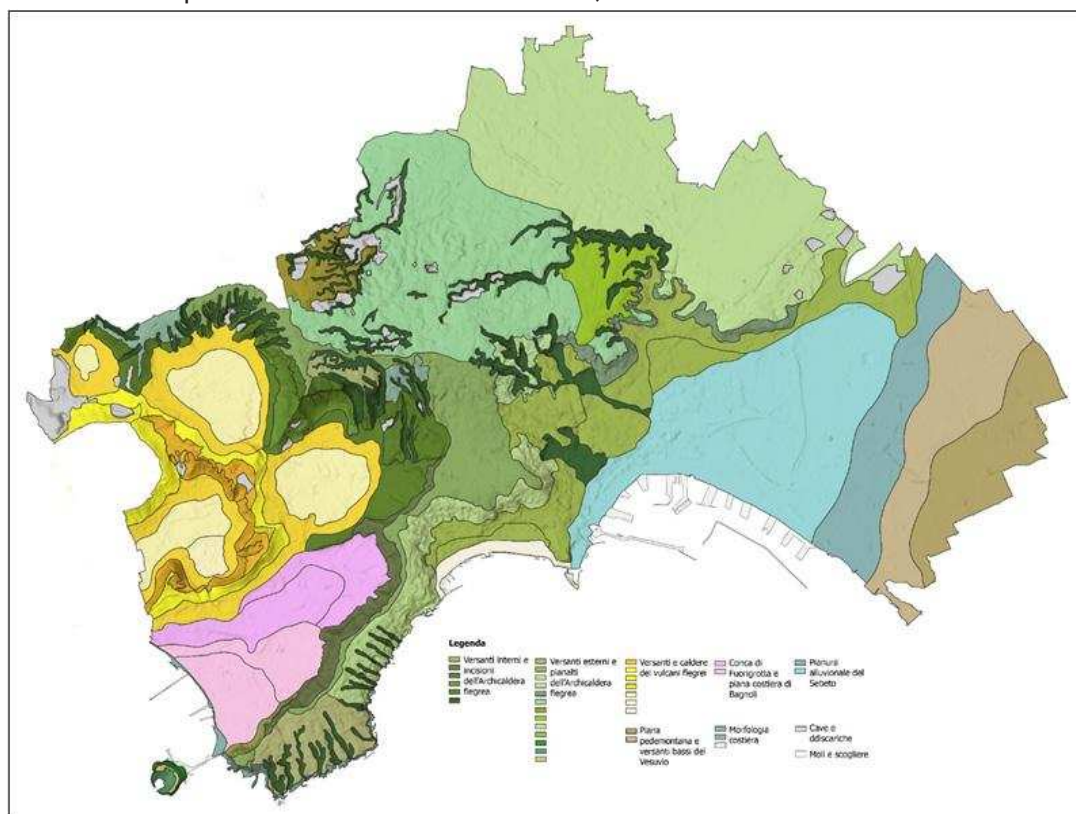 Legenda
Versanti interni e
incisioni
dell'Archicaldera
flegrea
Versanti esterni e
pianalti
dell'Archicaldera
flegrea
Versanti e caldere
dei vulcani flegrei
Conca di
Fuorigrotta e
piana costiera di
Bagnoli
Pianura
alluvionale del
Sebeto
Piana
pedemontana e
versanti bassi del
Vesuvio
Morfologia
costiera
Cave e
ddiscariche
Moli e scogliere